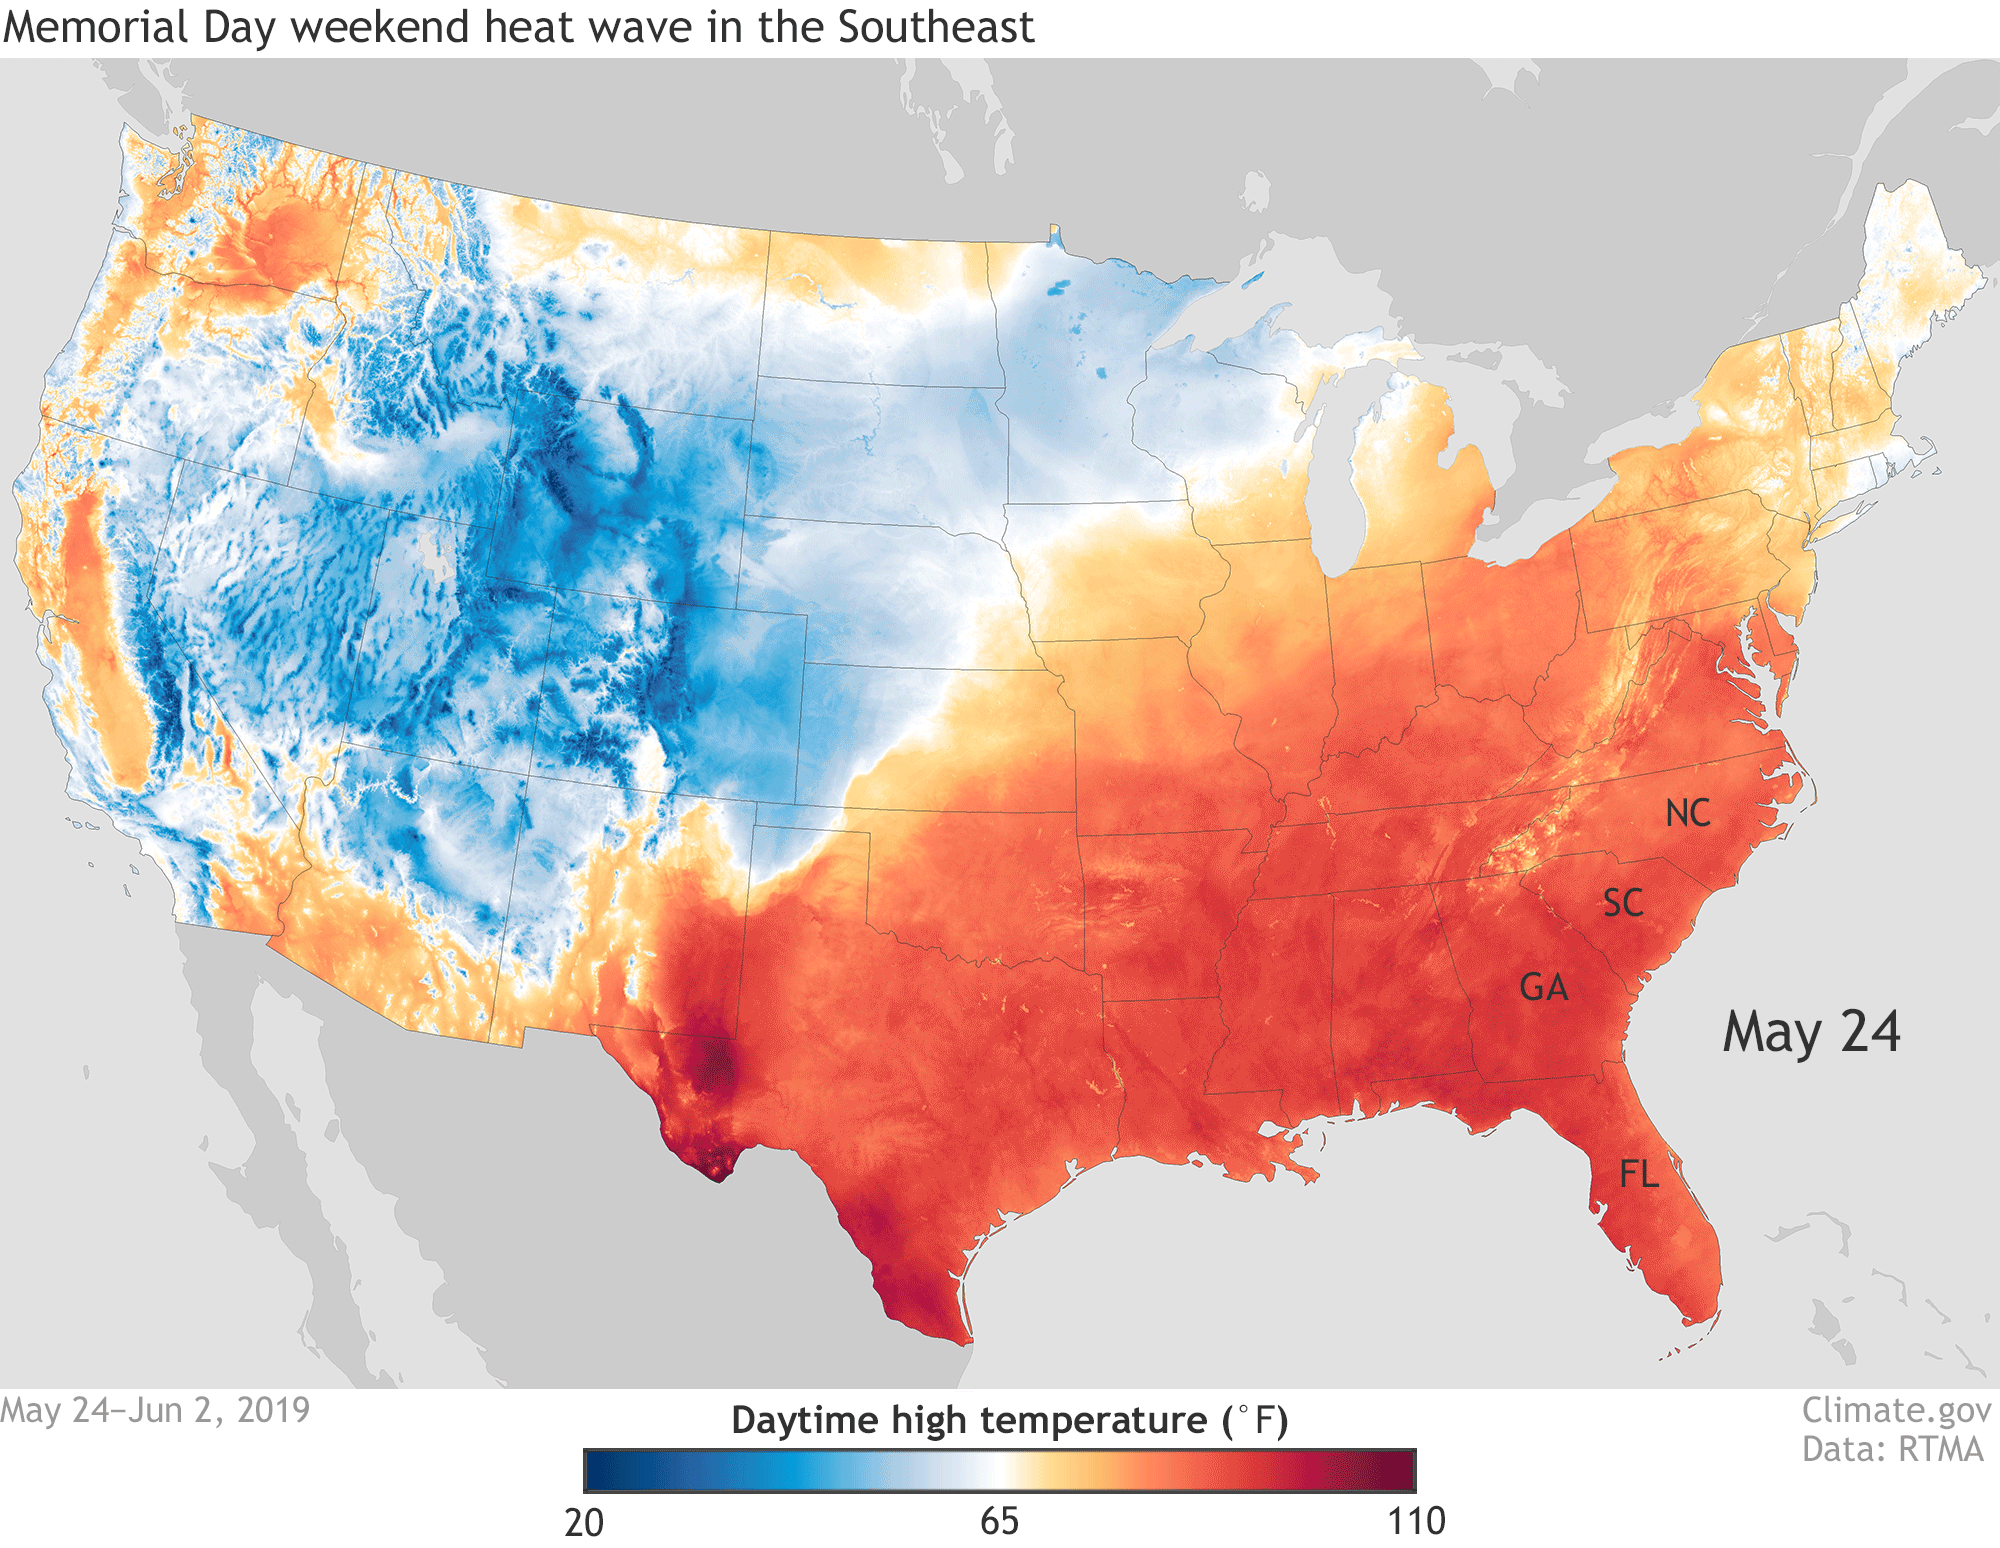 Memorial Day weekend heat wave in the Southeast
NC
SC
GA
May 24
FL
May 24–Jun 2, 2019
Daytime high temperature (°F)
20
65
110
Climate.gov
Data: RTMA